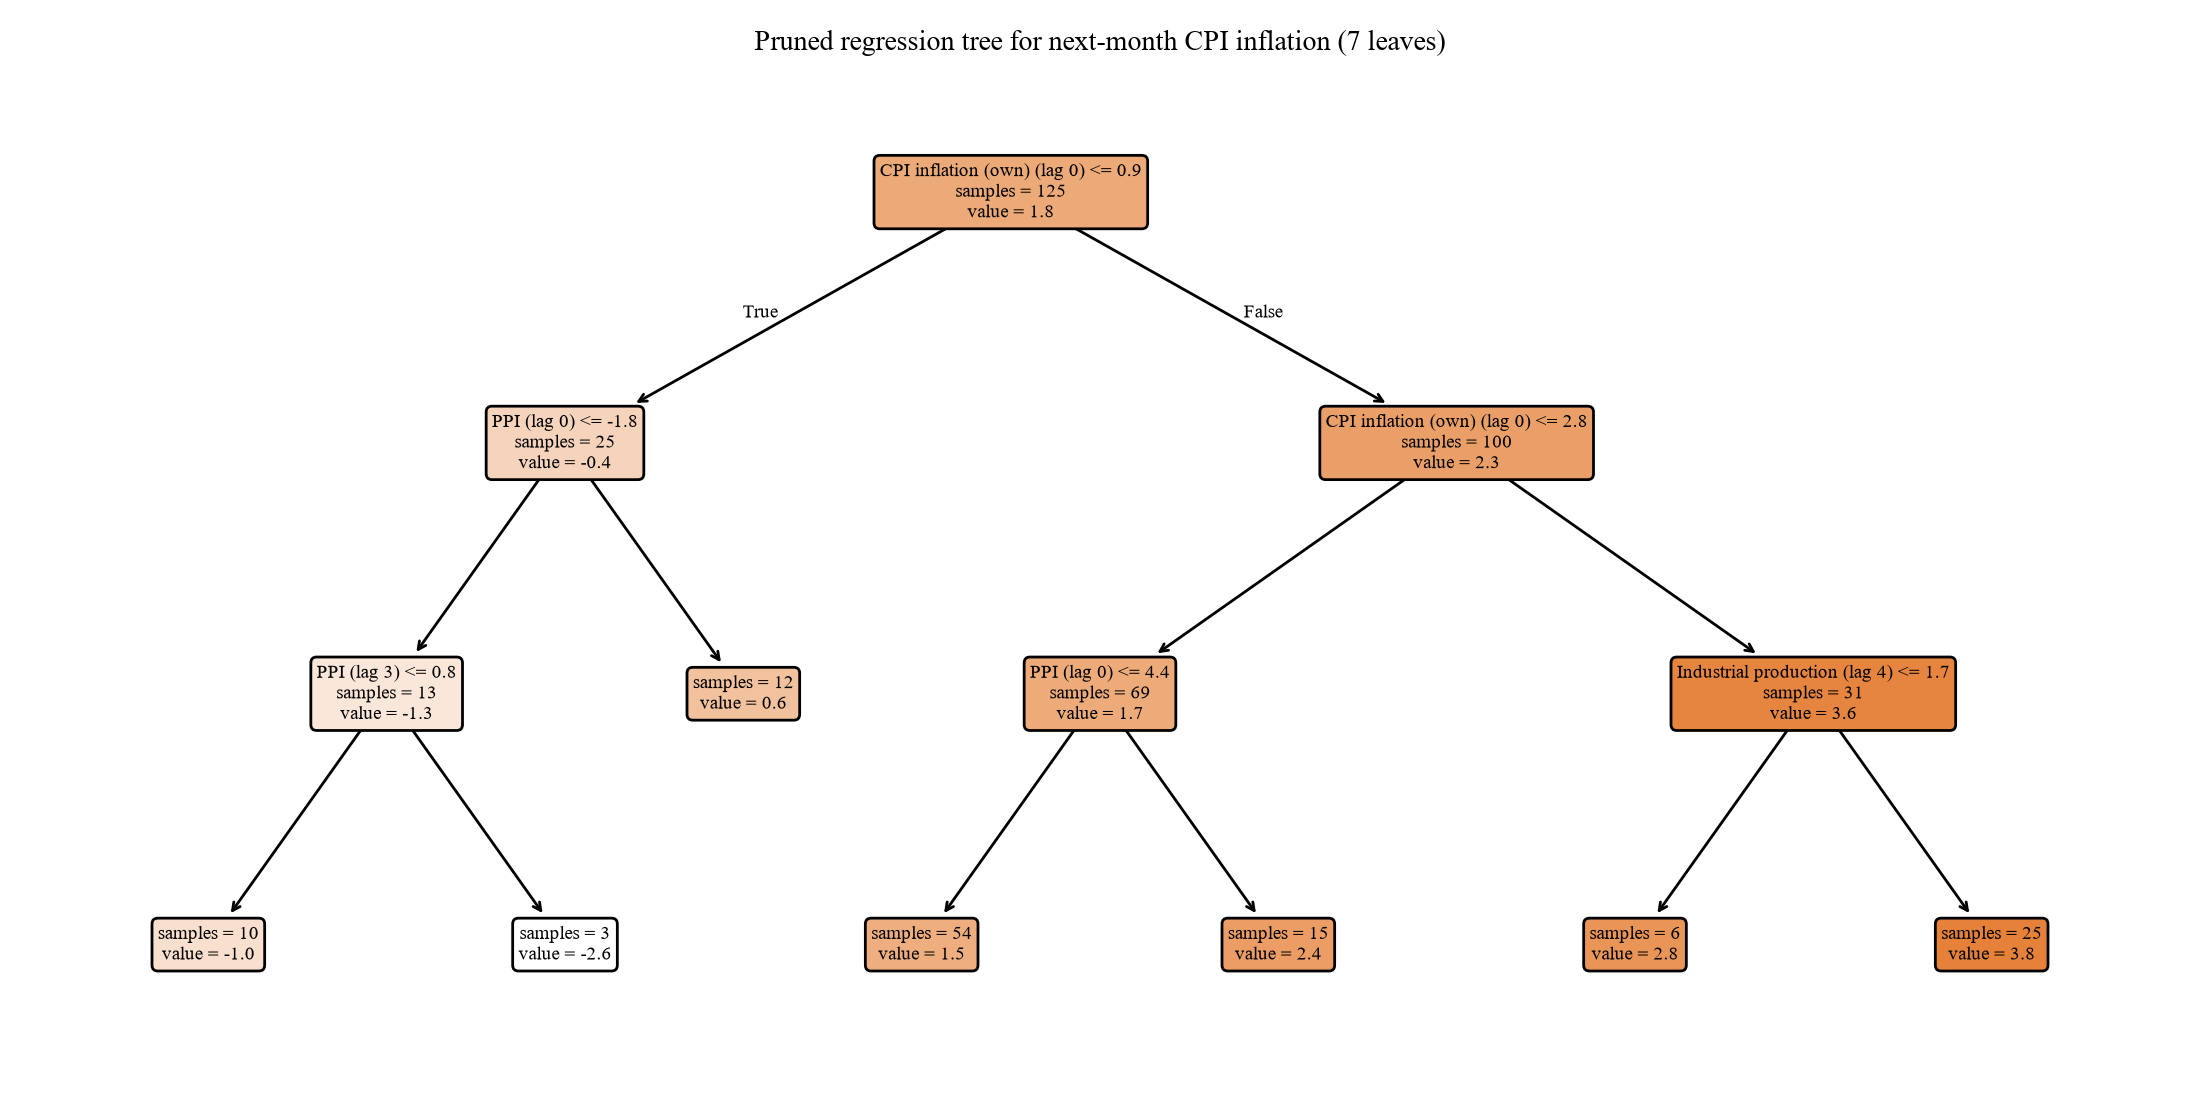 Pruned regression tree for next-month CPI inflation (7 leaves)
CPI inflation (own) (lag 0) <= 0.9
samples = 125
value = 1.8
True
False
PPI (lag 0) <= -1.8
samples = 25
value = -0.4
CPI inflation (own) (lag 0) <= 2.8
samples = 100
value = 2.3
PPI (lag 3) <= 0.8
samples = 13
value = -1.3
samples = 12
value = 0.6
PPI (lag 0) <= 4.4
samples = 69
value = 1.7
Industrial production (lag 4) <= 1.7
samples = 31
value = 3.6
samples = 10
value = -1.0
samples = 3
value = -2.6
samples = 54
value = 1.5
samples = 15
value = 2.4
samples = 6
value = 2.8
samples = 25
value = 3.8